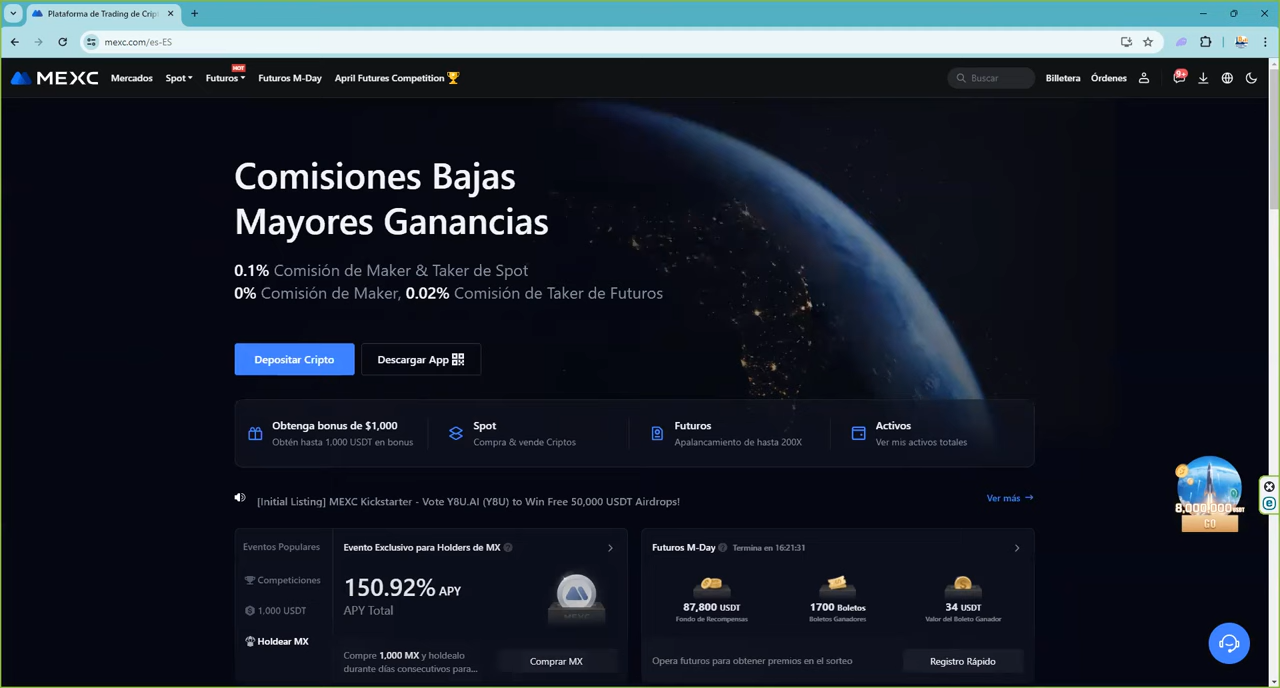 Plataforma de Trading de Crip
mexc.com/es-ES
MEXC
Mercados
Spot
Futuros
HOT
Futuros M-Day
April Futures Competition
Buscar
Billetera
Órdenes
9+
Comisiones Bajas
Mayores Ganancias
0.1% Comisión de Maker & Taker de Spot
0% Comisión de Maker, 0.02% Comisión de Taker de Futuros
Depositar Cripto
Descargar App
Obtenga bonus de $1,000
Obtén hasta 1,000 USDT en bonus
Spot
Compra & vende Criptos
Futuros
Apalancamiento de hasta 200X
Activos
Ver mis activos totales
[Initial Listing] MEXC Kickstarter - Vote Y8U.AI (Y8U) to Win Free 50,000 USDT Airdrops!
Ver más
8,000,000 USDT
GO
Eventos Populares
Competiciones
1,000 USDT
Holdear MX
Evento Exclusivo para Holders de MX
150.92% APY
APY Total
MEXC
Compre 1,000 MX y holdealo
durante días consecutivos para...
Comprar MX
Futuros M-Day
Termina en 16:21:31
87,800 USDT
Fondo de Recompensas
1700 Boletos
Boletos Ganadores
34 USDT
Valor del Boleto Ganador
Opera futuros para obtener premios en el sorteo
Registro Rápido